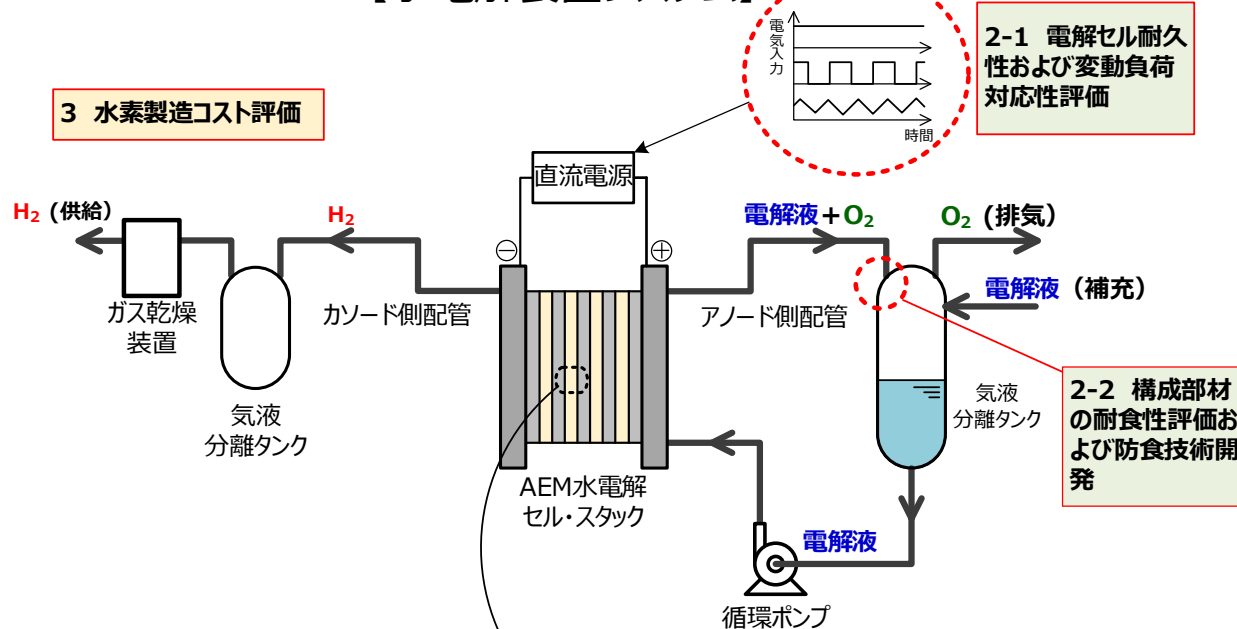 電気入力
時間
2-1 電解セル耐久
性および変動負荷
対応性評価
3 水素製造コスト評価
直流電源
H₂ (供給)
H₂
電解液+O₂
O₂ (排気)
⊖
⊕
電解液 (補充)
ガス乾燥
装置
カソード側配管
アノード側配管
気液
分離タンク
気液
分離タンク
2-2 構成部材
の耐食性評価お
よび防食技術開
発
AEM水電解
セル・スタック
電解液
循環ポンプ